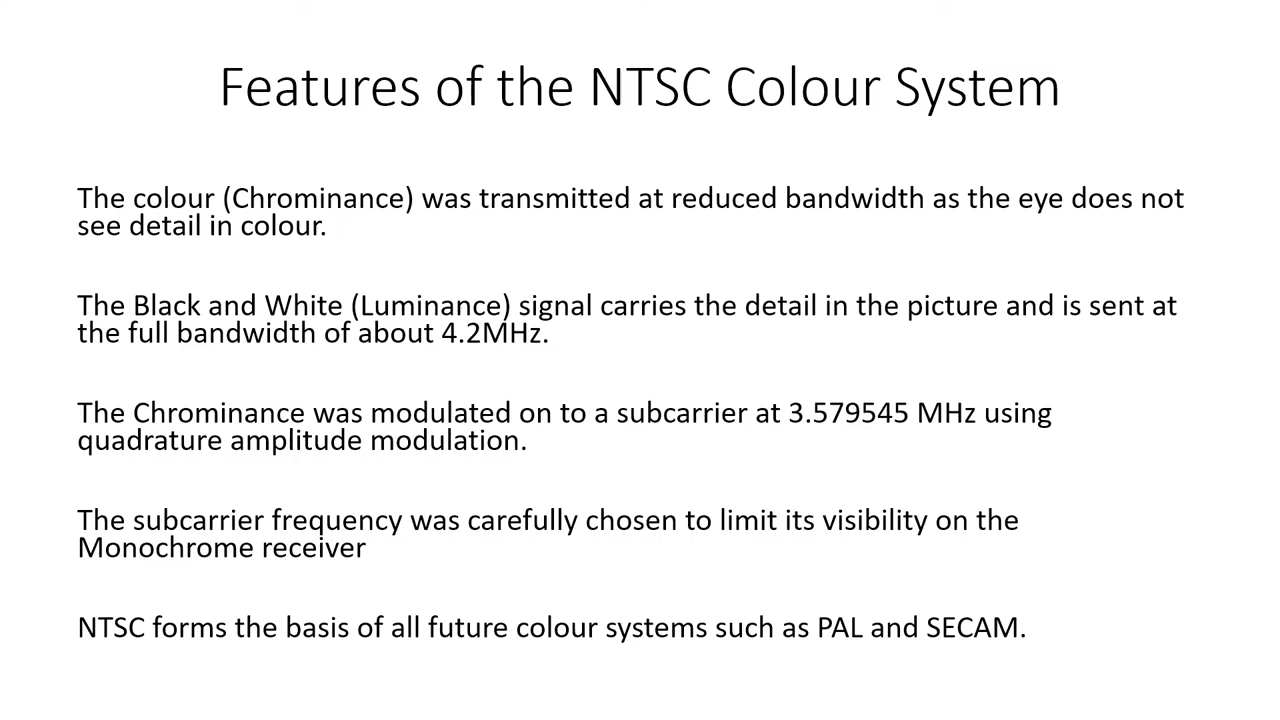 Features of the NTSC Colour System
The colour (Chrominance) was transmitted at reduced bandwidth as the eye does not
see detail in colour.
The Black and White (Luminance) signal carries the detail in the picture and is sent at
the full bandwidth of about 4.2MHz.
The Chrominance was modulated on to a subcarrier at 3.579545 MHz using
quadrature amplitude modulation.
The subcarrier frequency was carefully chosen to limit its visibility on the
Monochrome receiver
NTSC forms the basis of all future colour systems such as PAL and SECAM.